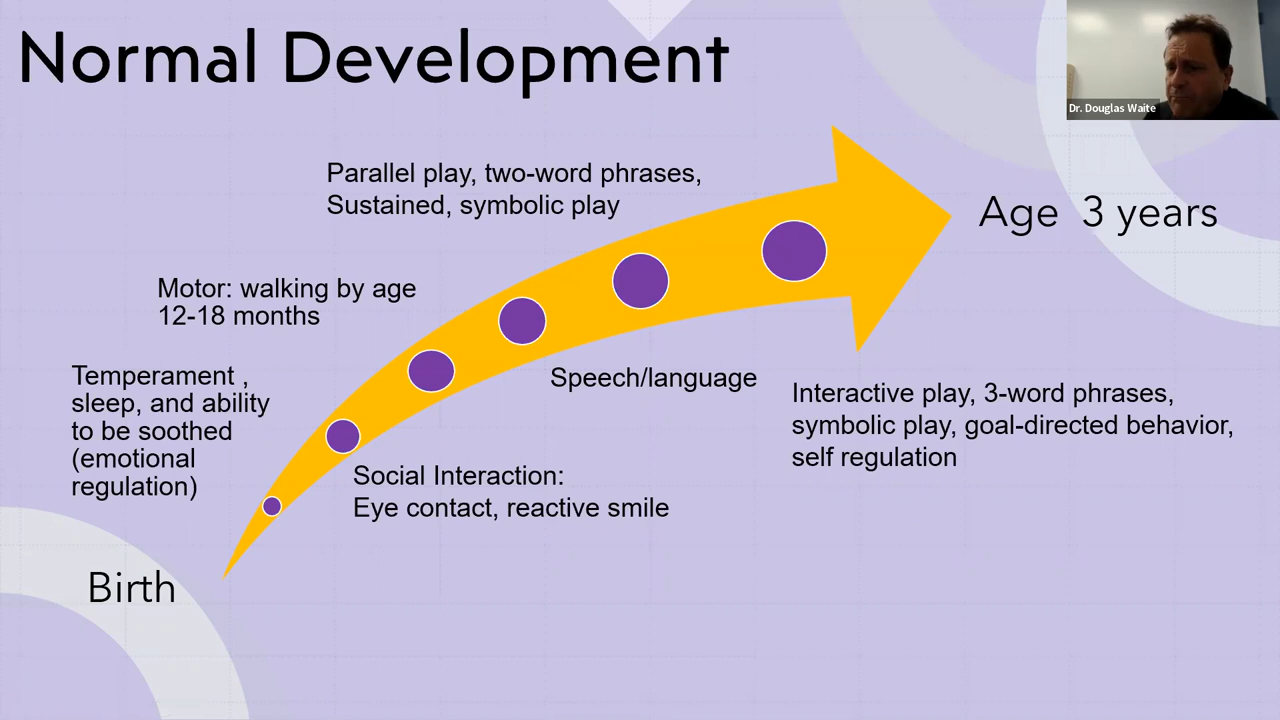 Normal Development
Dr. Douglas Waite
Parallel play, two-word phrases,
Sustained, symbolic play
Age 3 years
Motor: walking by age
12-18 months
Temperament ,
sleep, and ability
to be soothed
(emotional
regulation)
Speech/language
Interactive play, 3-word phrases,
symbolic play, goal-directed behavior,
self regulation
Social Interaction:
Eye contact, reactive smile
Birth